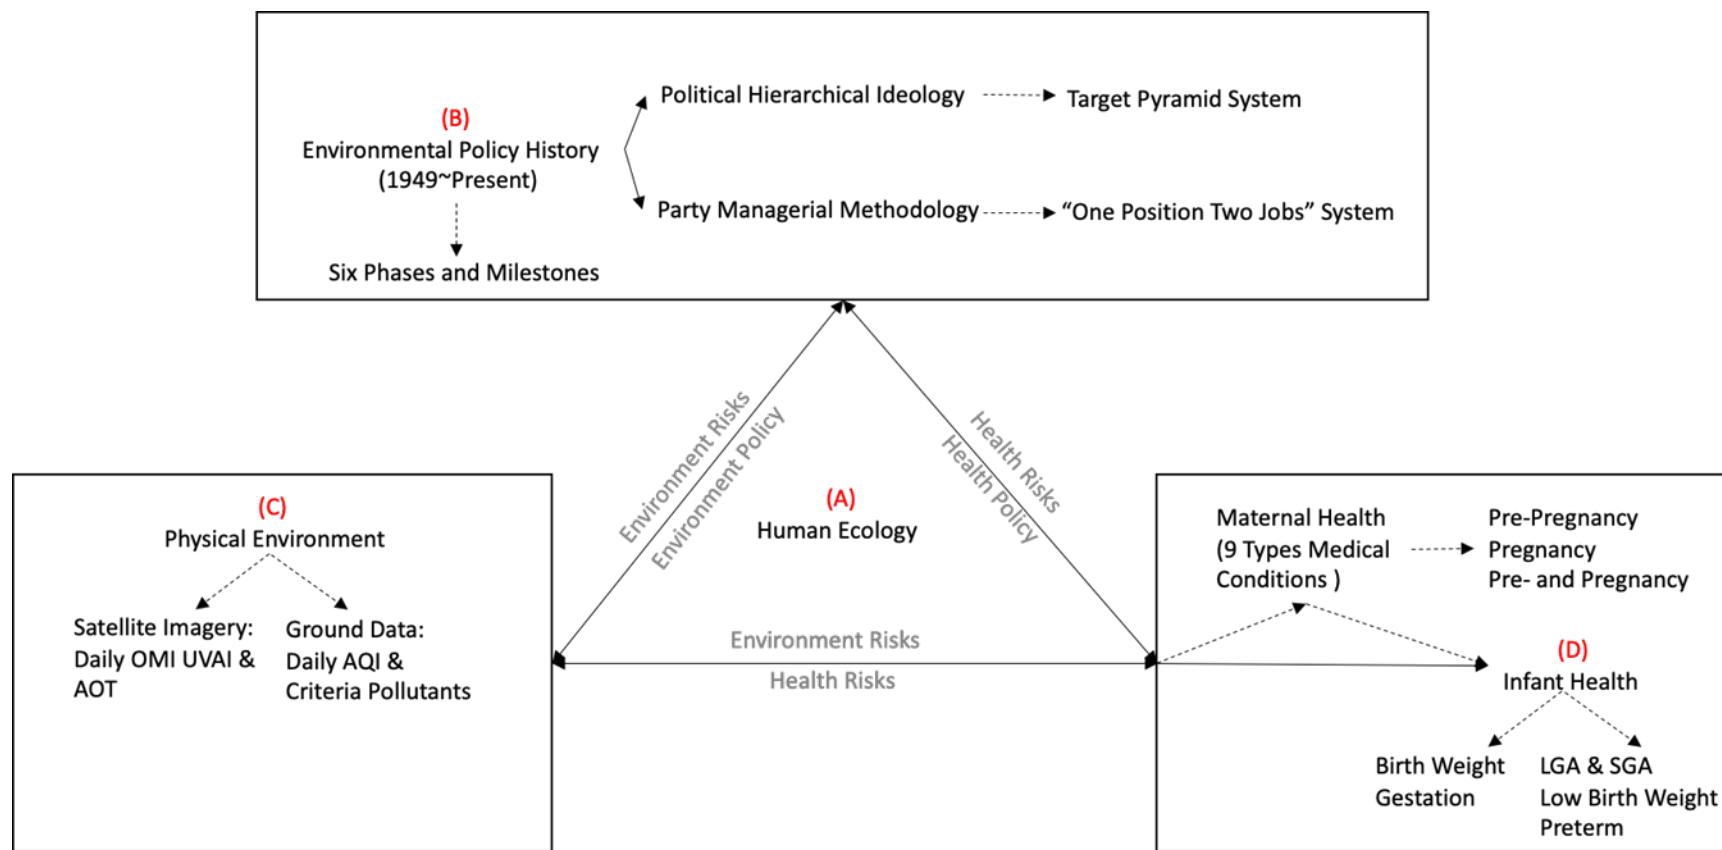 Political Hierarchical Ideology
Target Pyramid System
(B)
Environmental Policy History
(1949~Present)
Party Managerial Methodology
“One Position Two Jobs” System
Six Phases and Milestones
Environment Risks
Environment Policy
Health Risks
Health Policy
(A)
Human Ecology
Environment Risks
Health Risks
(C)
Physical Environment
Satellite Imagery:
Daily OMI UVAI &
AOT
Ground Data:
Daily AQI &
Criteria Pollutants
Maternal Health
(9 Types Medical
Conditions )
Pre-Pregnancy
Pregnancy
Pre- and Pregnancy
(D)
Infant Health
Birth Weight
Gestation
LGA & SGA
Low Birth Weight
Preterm